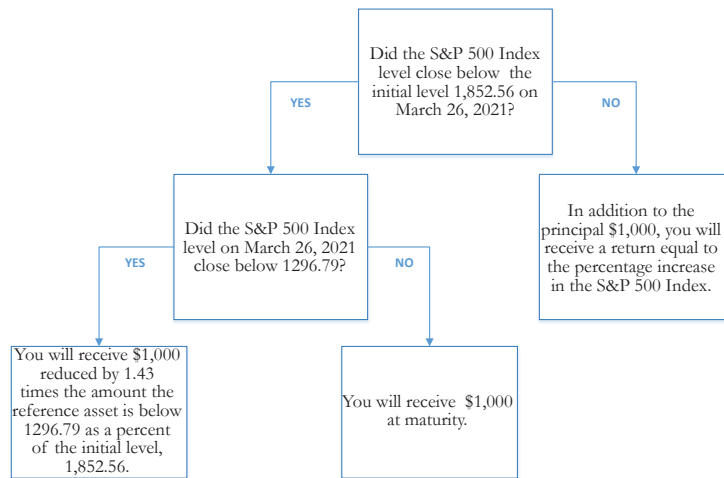 Did the S&P 500 Index
level close below the
initial level 1,852.56 on
March 26, 2021?
YES
NO
Did the S&P 500 Index
level on March 26, 2021
close below 1296.79?
In addition to the
principal $1,000, you will
receive a return equal to
the percentage increase
in the S&P 500 Index.
YES
NO
You will receive $1,000
reduced by 1.43
times the amount the
reference asset is below
1296.79 as a percent
of the initial level,
1,852.56.
You will receive $1,000
at maturity.